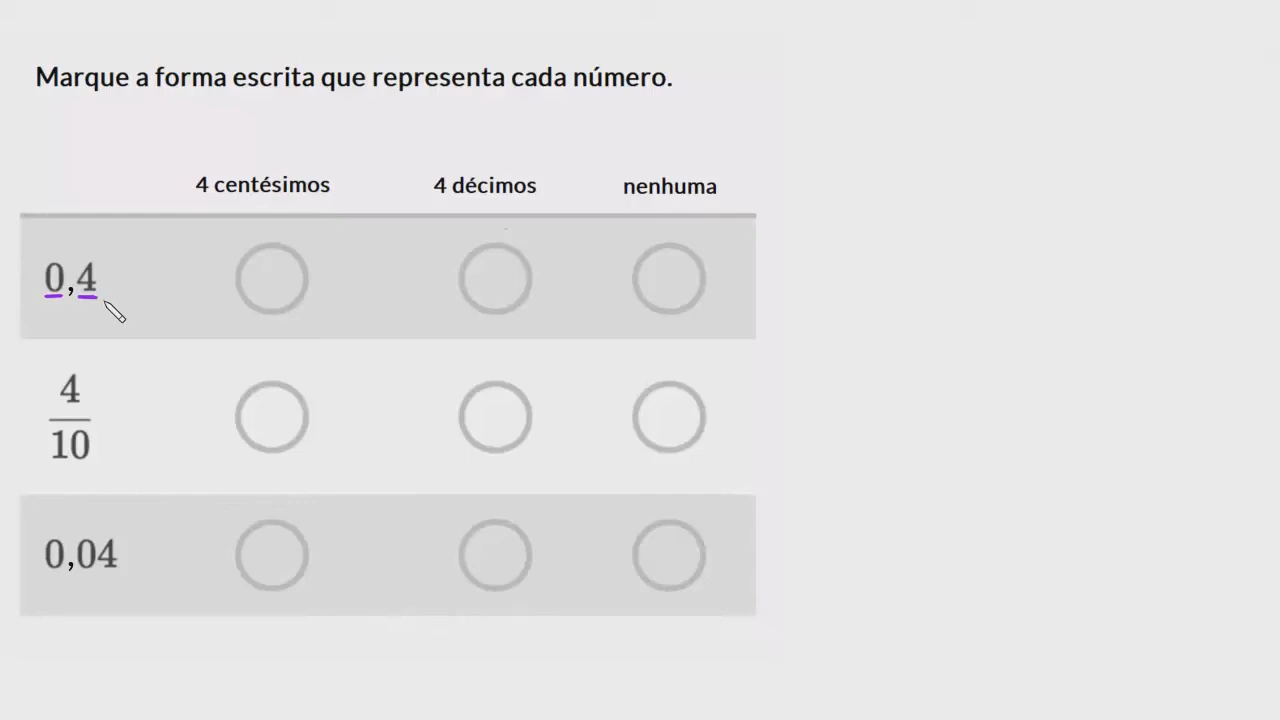 Marque a forma escrita que representa cada número.
4 centésimos 4 décimos nenhuma
0,4
4
10
0,04